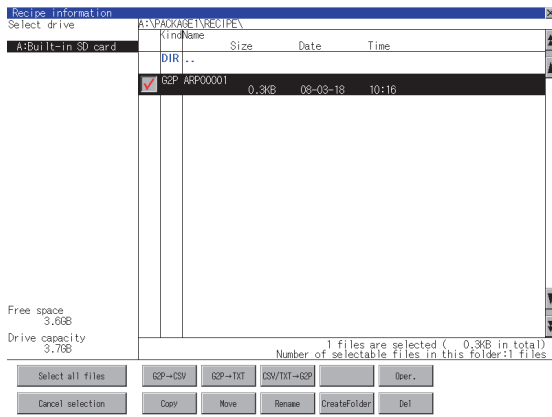 Recipe information
Select drive
A:\PACKAGE1\RECIPE\
A:Built-in SD card
Kind Name
Size Date Time
DIR ..
G2P ARP00001
0.3KB 08-03-18 10:16
Free space
3.6GB
Drive capacity
3.7GB
1 files are selected ( 0.3KB in total)
Number of selectable files in this folder:1 files
Select all files G2P→CSV G2P→TXT CSV/TXT→G2P Oper.
Cancel selection Copy Move Rename CreateFolder Del